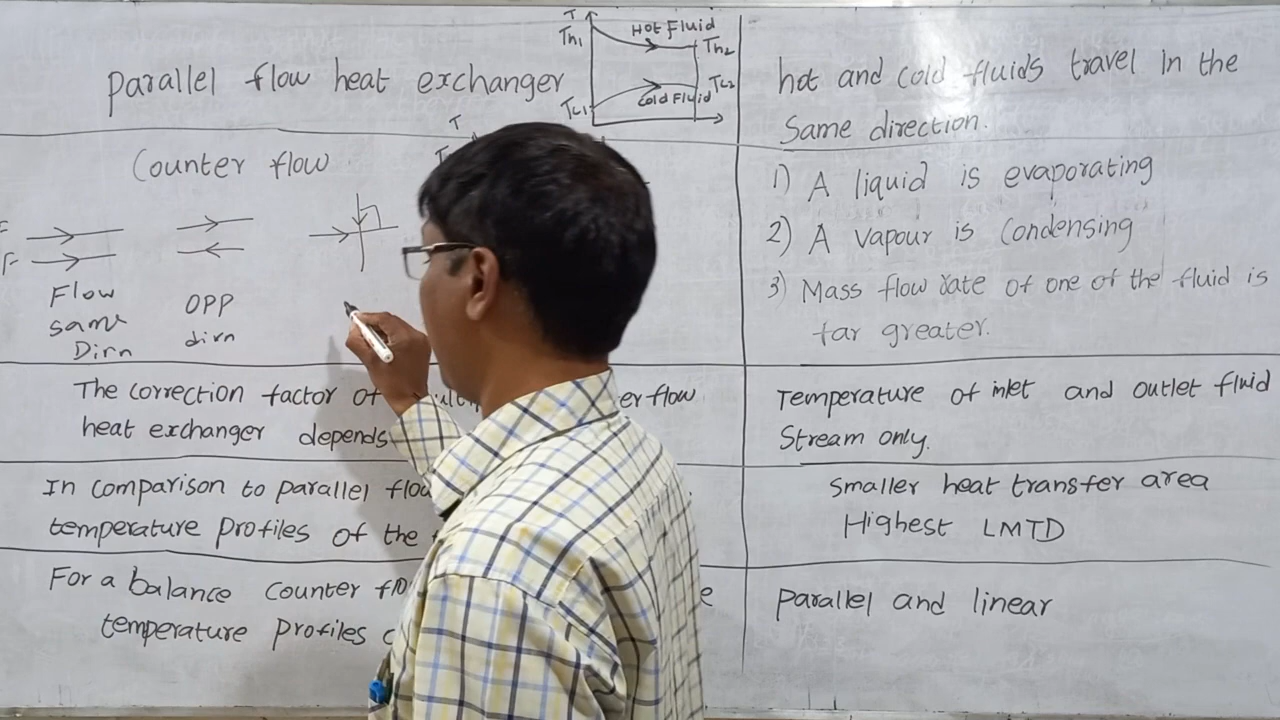 T
Th1
Hot Fluid
Th2
Parallel flow heat exchanger
Tc2
Cold Fluid
Tc1
hot and cold fluids travel in the
Same direction.
T
Counter flow
1) A liquid is evaporating
2) A vapour is Condensing
3) Mass flow rate of one of the fluid is
far greater.
F
F
Flow
same
Dirn
OPP
dirn
The correction factor of er flow
heat exchanger depends
Temperature of inlet and outlet fluid
Stream only.
In comparison to parallel flo
temperature profiles of the
Smaller heat transfer area
Highest LMTD
For a balance counter flo
temperature profiles
Parallel and linear